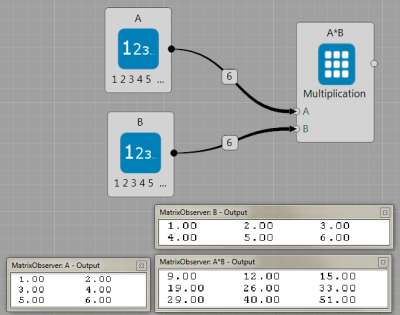 A
123...
1 2 3 4 5 ...
6
A*B
Multiplication
A
B
B
123...
1 2 3 4 5 ...
6
MatrixObserver: B - Output
1.00 2.00 3.00
4.00 5.00 6.00
MatrixObserver: A - Output
1.00 2.00
3.00 4.00
5.00 6.00
MatrixObserver: A*B - Output
9.00 12.00 15.00
19.00 26.00 33.00
29.00 40.00 51.00